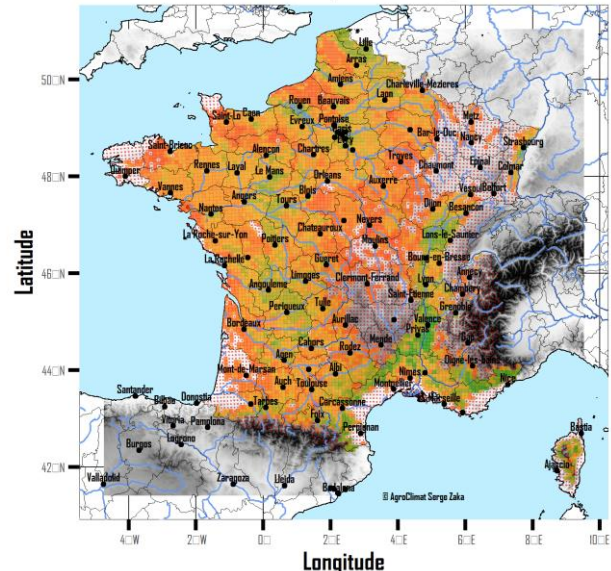 Lille
Arras
50□N
Amiens
Charleville-Mezieres
Laon
Rouen
Beauvais
Saint-Lo
Caen
Evreux
Pontoise
Metz
Bar-le-Duc
Nancy
Strasbourg
Saint-Brieuc
Alençon
Chartres
Troyes
Chaumont
Epinal
Colmar
Quimper
Rennes
Laval
Le Mans
Orleans
Auxerre
48□N
Vannes
Blois
Vesoul
Belfort
Angers
Tours
Dijon
Besancon
Nantes
Nevers
Latitude
La Roche-sur-Yon
Poitiers
Chateauroux
Moulins
Lons-le-Saunier
La Rochelle
Gueret
Bourg-en-Bresse
46□N
Limoges
Clermont-Ferrand
Lyon
Annecy
Angouleme
Saint-Etienne
Chambery
Perigueux
Tulle
Grenoble
Aurillac
Valence
Bordeaux
Privas
Mende
Gap
Cahors
Rodez
Digne-les-Bains
44□N
Agen
Mont-de-Marsan
Albi
Nimes
Auch
Toulouse
Montpellier
Marseille
Santander
Donostia
Tarbes
Carcassonne
Bilbao
Foix
Vitoria
Pamplona
Perpignan
Bastia
Burgos
Logrono
42□N
Ajaccio
Valladolid
Zaragoza
Lleida
Badalona
© AgroClimat Serge Zaka
4□W 2□W 0□ 2□E 4□E 6□E 8□E 10□E
Longitude